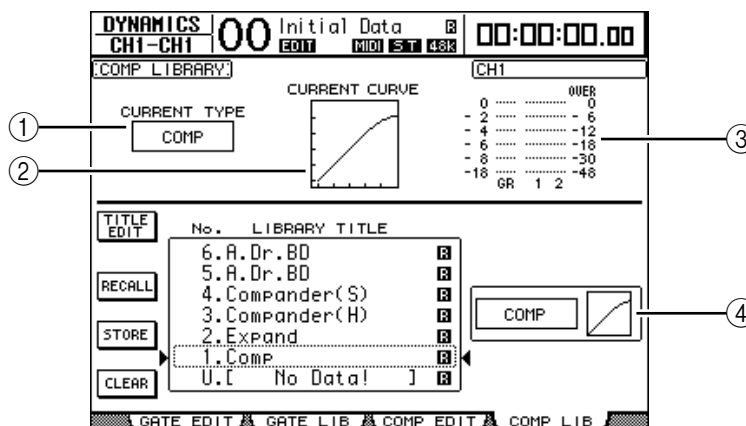 DYNAMICS 00 Initial Data R 00:00:00.00
CH1-CH1 EDIT MIDI ST 48k
COMP LIBRARY CH1
CURRENT TYPE CURRENT CURVE OVER
COMP
0 0
- 2 - 6
- 4 -12
- 6 -18
- 8 -30
-18 -48
GR 1 2
1
2
3
4
TITLE EDIT
RECALL
STORE
CLEAR
No. LIBRARY TITLE
6.A.Dr.BD R
5.A.Dr.BD R
4.Compander(S) R
3.Compander(H) R
2.Expand R
1.Comp R
U.[ No Data! ] R
COMP
GATE EDIT GATE LIB COMP EDIT COMP LIB